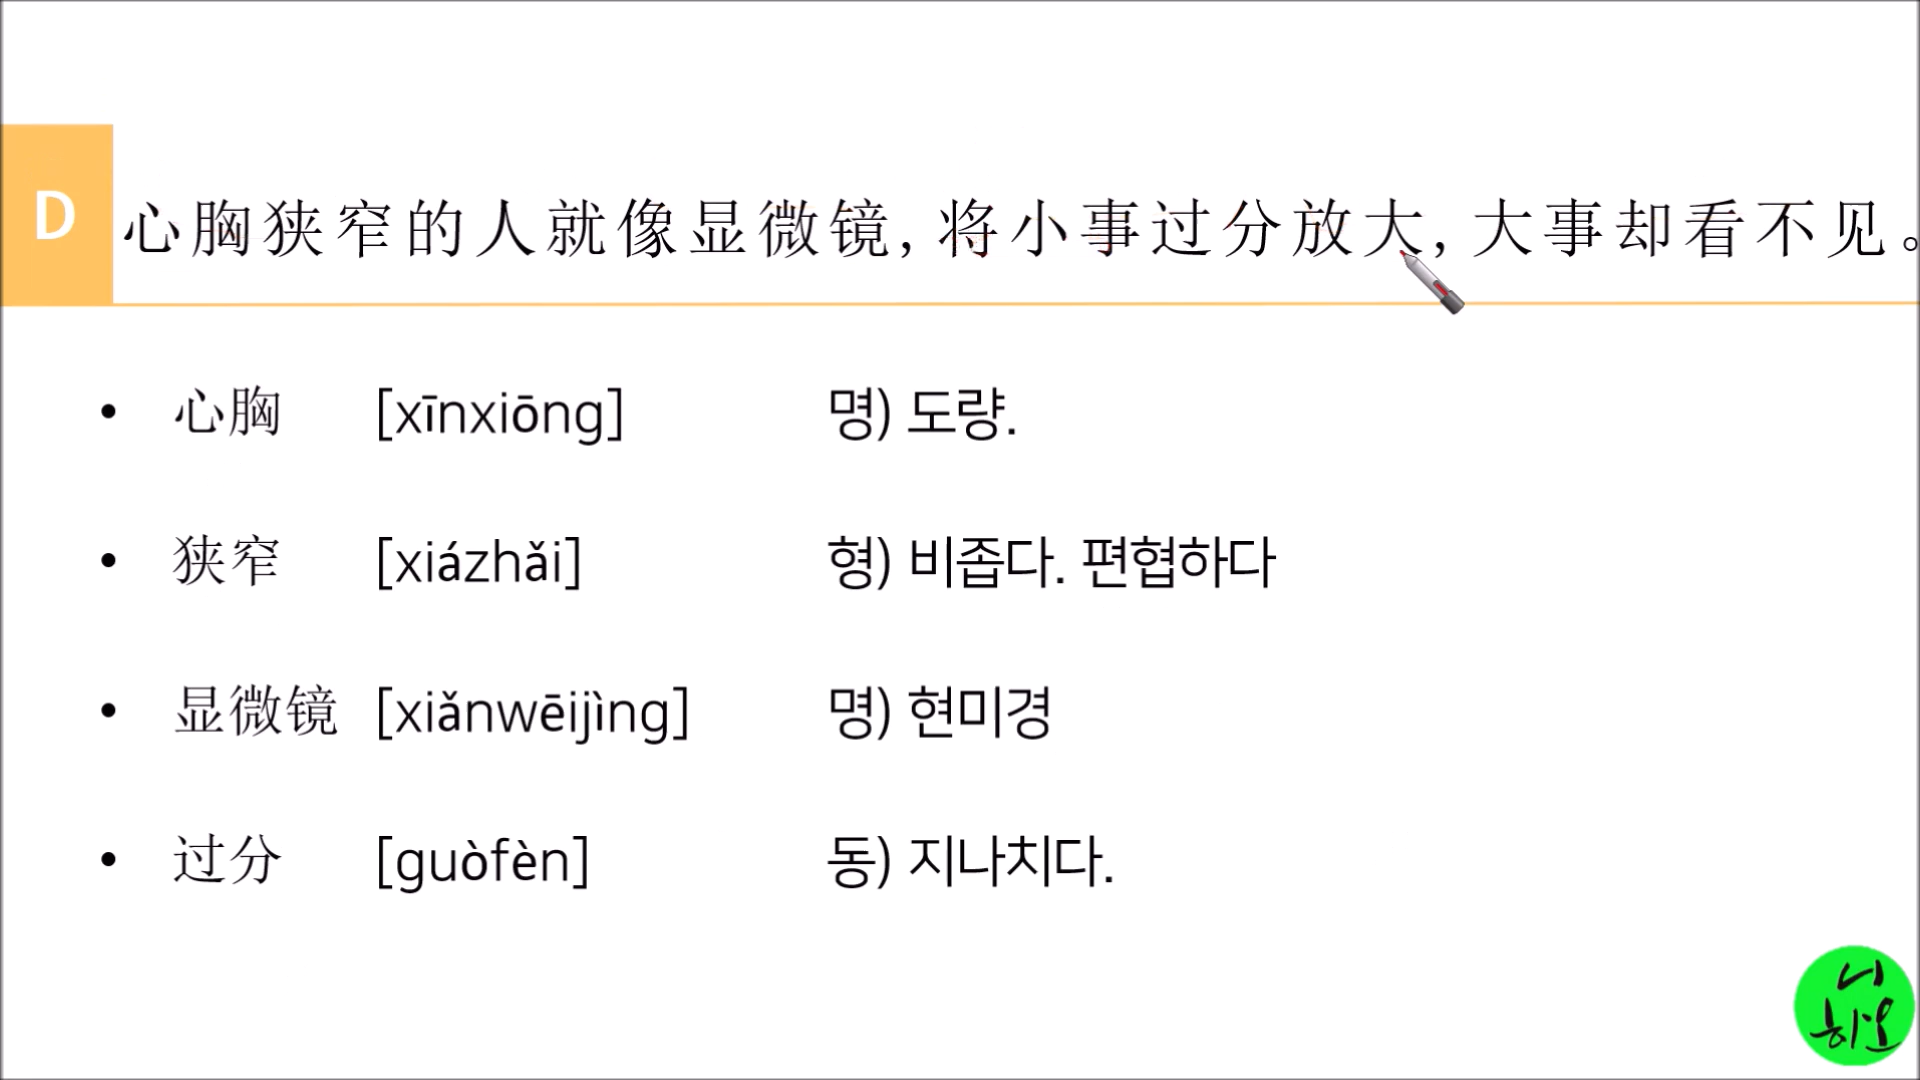 D 心胸狭窄的人就像显微镜,将小事过分放大,大事却看不见。
• 心胸 [xīnxiōng] 명) 도량.
• 狭窄 [xiázhǎi] 형) 비좁다. 편협하다
• 显微镜 [xiǎnwēijìng] 명) 현미경
• 过分 [guòfèn] 동) 지나치다.
니
하오